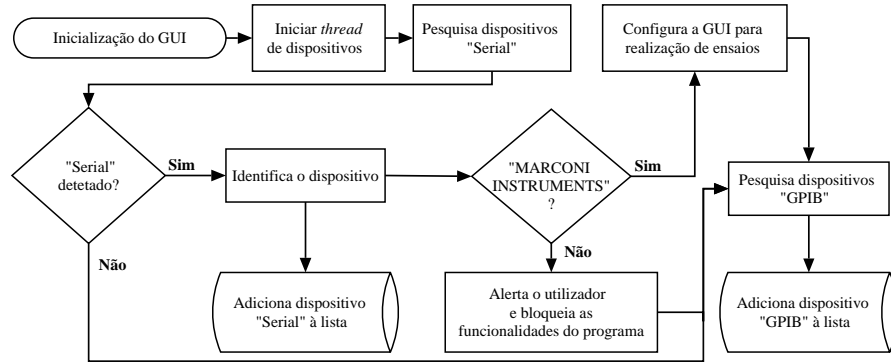 Inicialização do GUI
Iniciar thread
de dispositivos
Pesquisa dispositivos
"Serial"
Configura a GUI para
realização de ensaios
"Serial"
detetado?
Sim
Identifica o dispositivo
"MARCONI
INSTRUMENTS"
?
Sim
Pesquisa dispositivos
"GPIB"
Não
Não
Adiciona dispositivo
"Serial" à lista
Alerta o utilizador
e bloqueia as
funcionalidades do programa
Adiciona dispositivo
"GPIB" à lista